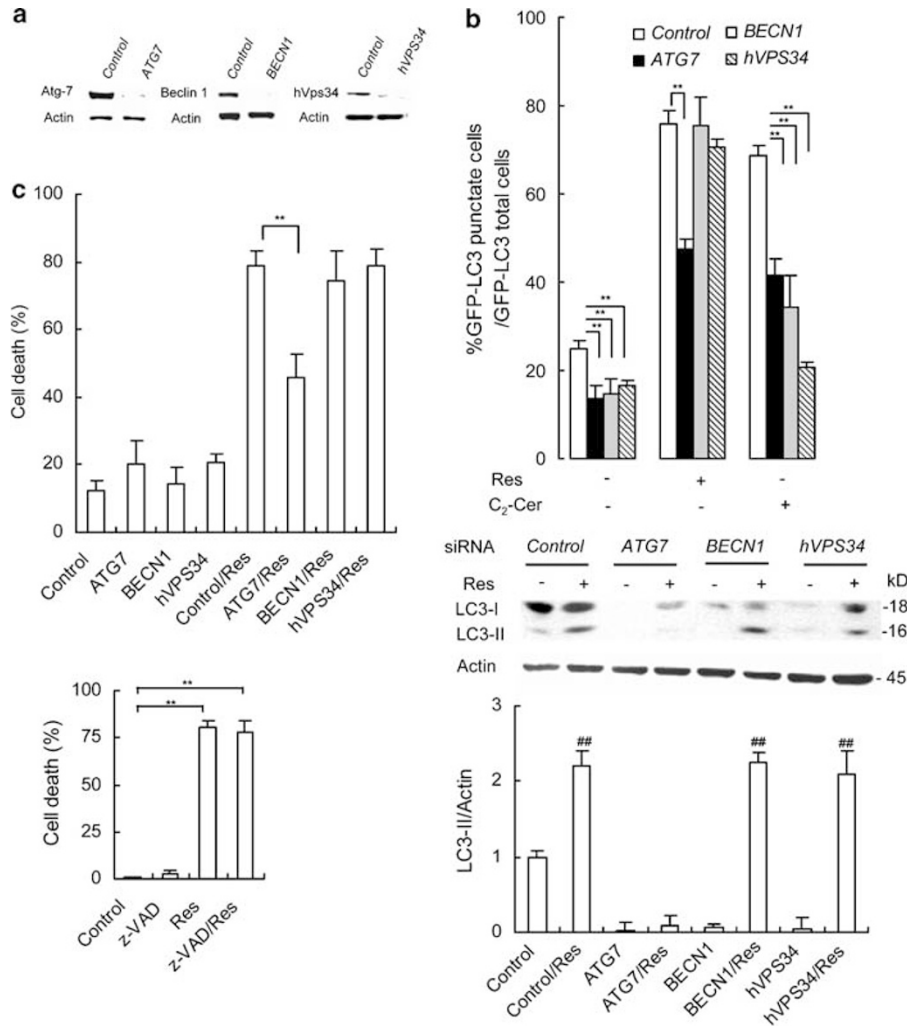 a
Control
ATG7
Control
BECN1
Control
hVPS34
Atg-7
Beclin 1
hVps34
Actin
Actin
Actin
b
Control
BECN1
ATG7
hVPS34
%GFP-LC3 punctate cells
/GFP-LC3 total cells
80
60
40
20
0
**
**
**
**
**
**
**
Res - + -
C2-Cer - - +
c
Cell death (%)
80
60
40
20
0
**
Control
ATG7
BECN1
hVPS34
Control/Res
ATG7/Res
BECN1/Res
hVPS34/Res
siRNA Control ATG7 BECN1 hVPS34
Res - + - + - + - + kD
LC3-I -18
LC3-II -16
Actin - 45
Cell death (%)
100
75
50
25
0
**
**
Control
z-VAD
Res
z-VAD/Res
LC3-II/Actin
3
2
1
0
##
##
##
Control
Control/Res
ATG7
ATG7/Res
BECN1
BECN1/Res
hVPS34
hVPS34/Res